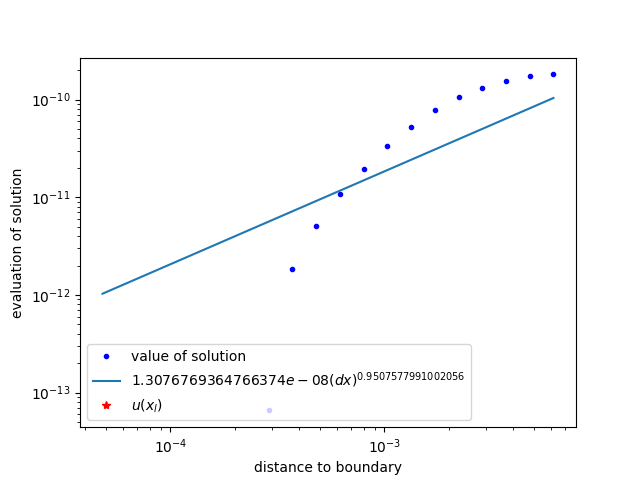 10⁻¹⁰
10⁻¹¹
10⁻¹²
10⁻¹³
evaluation of solution
value of solution
1.3076769364766374e − 08(dx)^0.9507577991002056
u(x_l)
10⁻⁴
10⁻³
distance to boundary